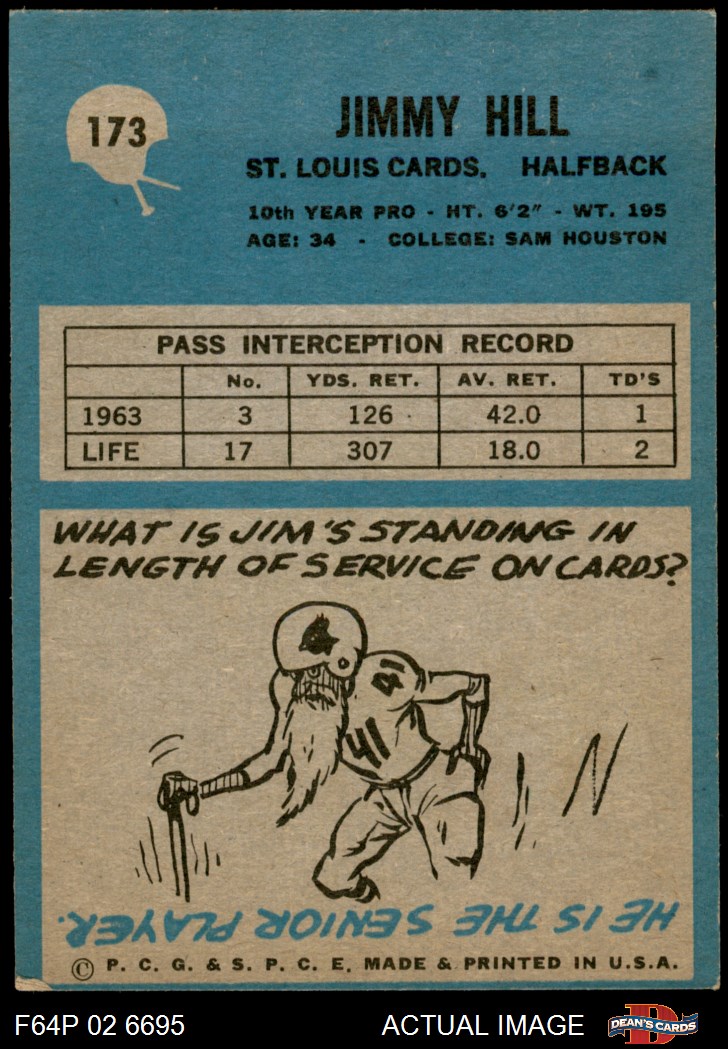 173
JIMMY HILL
ST. LOUIS CARDS. HALFBACK
10th YEAR PRO - HT. 6'2" - WT. 195
AGE: 34 - COLLEGE: SAM HOUSTON
PASS INTERCEPTION RECORD
No. YDS. RET. AV. RET. TD'S
1963 3 126 42.0 1
LIFE 17 307 18.0 2
WHAT IS JIM'S STANDING IN
LENGTH OF SERVICE ON CARDS?
41
41
HE IS THE SENIOR PLAYER.
© P. C. G. & S. P. C. E. MADE & PRINTED IN U.S.A.
F64P 02 6695 ACTUAL IMAGE
DEAN'S CARDS